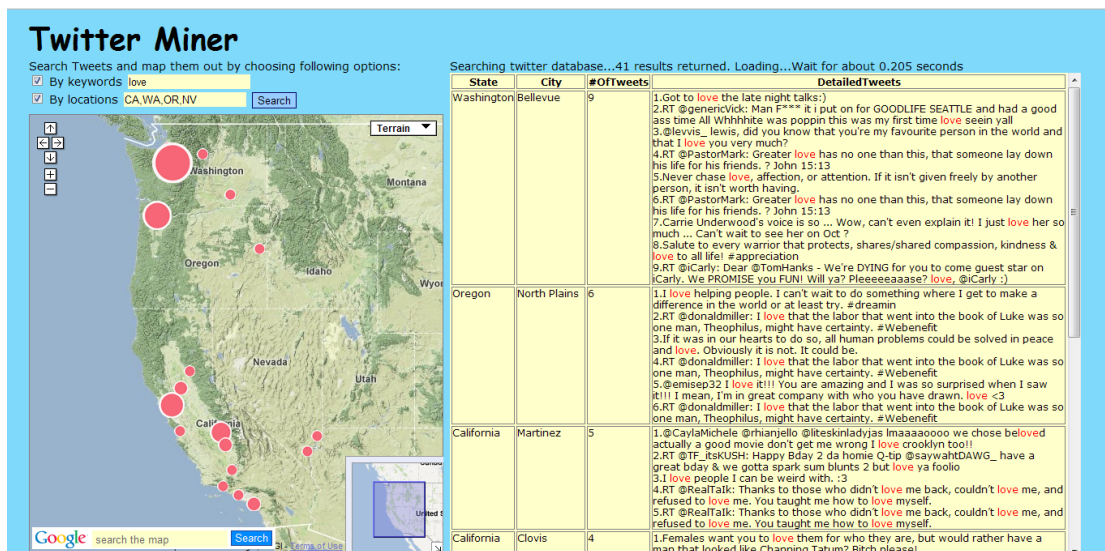 Twitter Miner
Search Tweets and map them out by choosing following options:
By keywords love
By locations CA,WA,OR,NV Search
Terrain
Washington
Montana
Oregon
Idaho
Wyor
Nevada
Utah
California
United S
Google search the map Search
Terms of Use
Searching twitter database...41 results returned. Loading...Wait for about 0.205 seconds
State City #OfTweets DetailedTweets
Washington Bellevue 9 1.Got to love the late night talks:)
2.RT @genericVick: Man F*** it i put on for GOODLIFE SEATTLE and had a good
ass time All Whhhhite was poppin this was my first time love seein yall
3.@levvis_ lewis, did you know that you're my favourite person in the world and
that I love you very much?
4.RT @PastorMark: Greater love has no one than this, that someone lay down
his life for his friends. ? John 15:13
5.Never chase love, affection, or attention. If it isn't given freely by another
person, it isn't worth having.
6.RT @PastorMark: Greater love has no one than this, that someone lay down
his life for his friends. ? John 15:13
7.Carrie Underwood's voice is so ... Wow, can't even explain it! I just love her so
much ... Can't wait to see her on Oct ?
8.Salute to every warrior that protects, shares/shared compassion, kindness &
love to all life! #appreciation
9.RT @iCarly: Dear @TomHanks - We're DYING for you to come guest star on
iCarly. We PROMISE you FUN! Will ya? Pleeeeeaaase? love, @iCarly :)
Oregon North Plains 6 1.I love helping people. I can't wait to do something where I get to make a
difference in the world or at least try. #dreamin
2.RT @donaldmiller: I love that the labor that went into the book of Luke was so
one man, Theophilus, might have certainty. #Webenefit
3.If it was in our hearts to do so, all human problems could be solved in peace
and love. Obviously it is not. It could be.
4.RT @donaldmiller: I love that the labor that went into the book of Luke was so
one man, Theophilus, might have certainty. #Webenefit
5.@emisep32 I love it!!! You are amazing and I was so surprised when I saw
it!!! I mean, I'm in great company with who you have drawn. love <3
6.RT @donaldmiller: I love that the labor that went into the book of Luke was so
one man, Theophilus, might have certainty. #Webenefit
California Martinez 5 1.@CaylaMichele @rhianjello @liteskinladyjas lmaaaaoooo we chose beloved
actually a good movie don't get me wrong I love crooklyn too!!
2.RT @TF_itsKUSH: Happy Bday 2 da homie Q-tip @saywahtDAWG_ have a
great bday & we gotta spark sum blunts 2 but love ya foolio
3.I love people I can be weird with. :3
4.RT @RealTaIk: Thanks to those who didn't love me back, couldn't love me, and
refused to love me. You taught me how to love myself.
5.RT @RealTaIk: Thanks to those who didn't love me back, couldn't love me, and
refused to love me. You taught me how to love myself.
California Clovis 4 1.Females want you to love them for who they are, but would rather have a
man that looked like Channing Tatum? Bitch please!